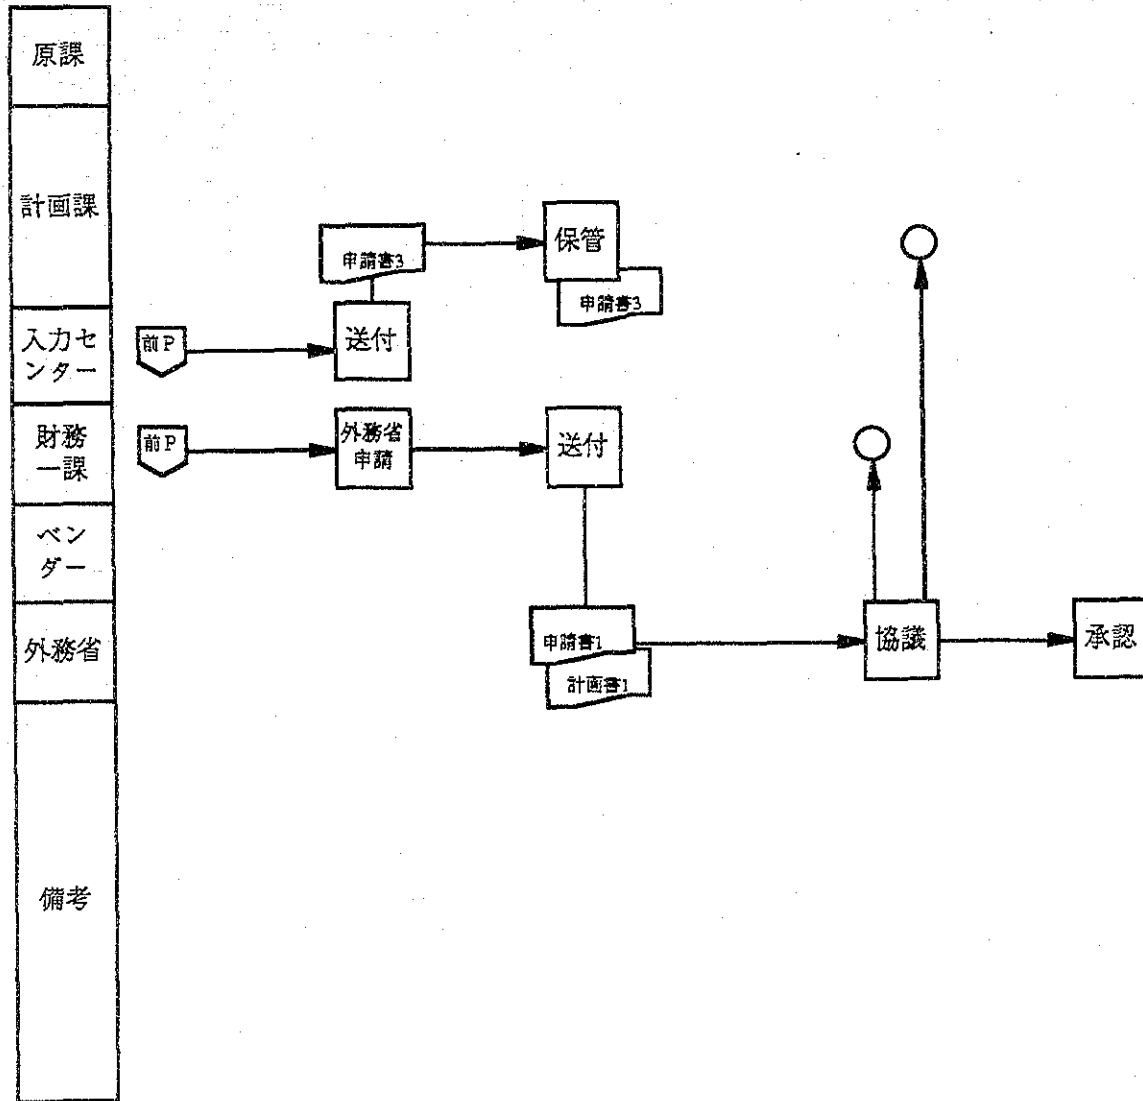 原課
計画課
申請書3
保管
申請書3
入力セ
ンター
前P
送付
財務
一課
前P
外務省
申請
送付
ベン
ダー
外務省
申請書1
計画書1
協議
承認
備考